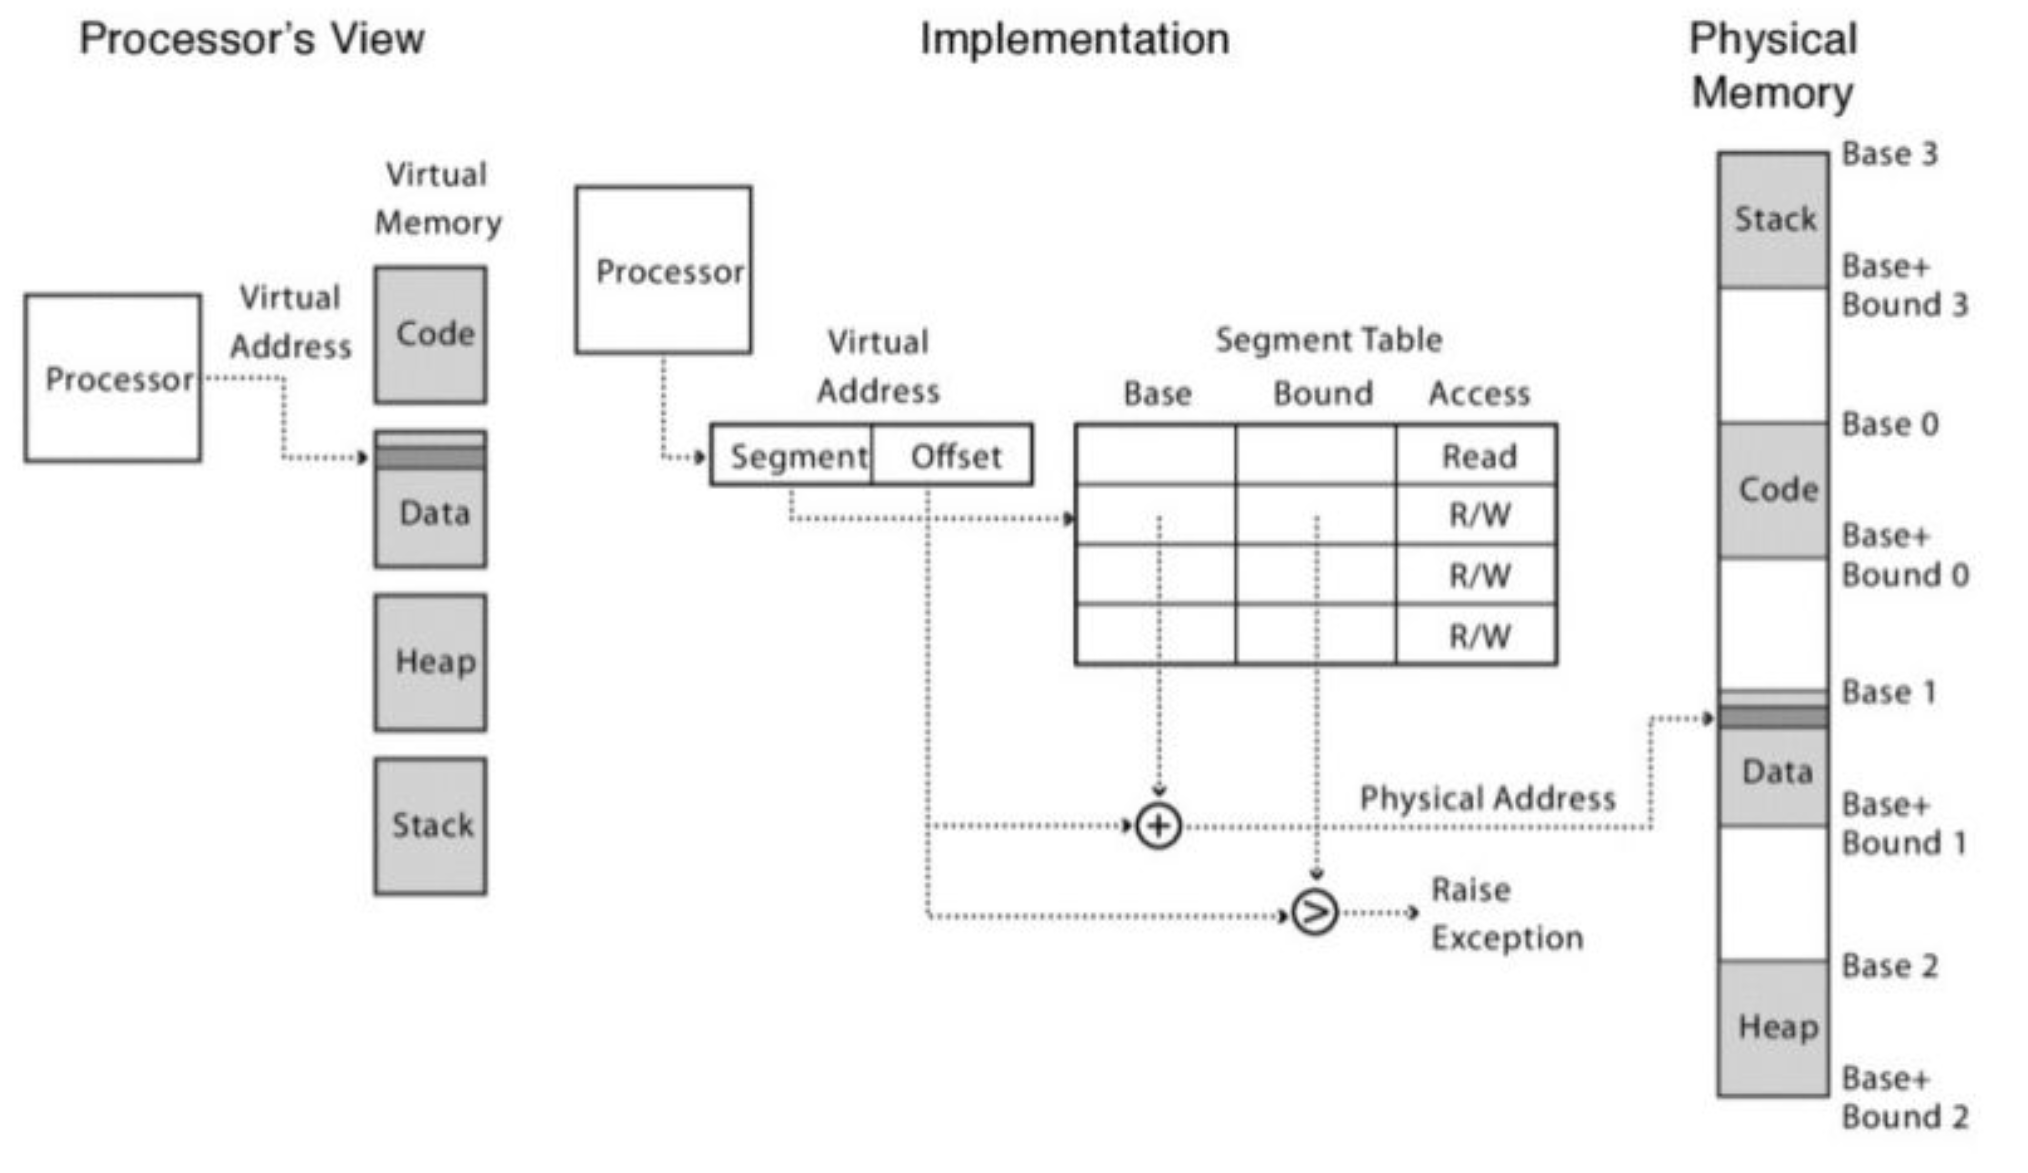 Processor's View
Virtual
Memory
Virtual
Address
Processor
Code
Data
Heap
Stack
Implementation
Processor
Virtual
Address
Segment
Offset
Segment Table
Base
Bound
Access
Read
R/W
R/W
R/W
+
Physical Address
>
Raise
Exception
Physical
Memory
Base 3
Stack
Base+
Bound 3
Base 0
Code
Base+
Bound 0
Base 1
Data
Base+
Bound 1
Base 2
Heap
Base+
Bound 2